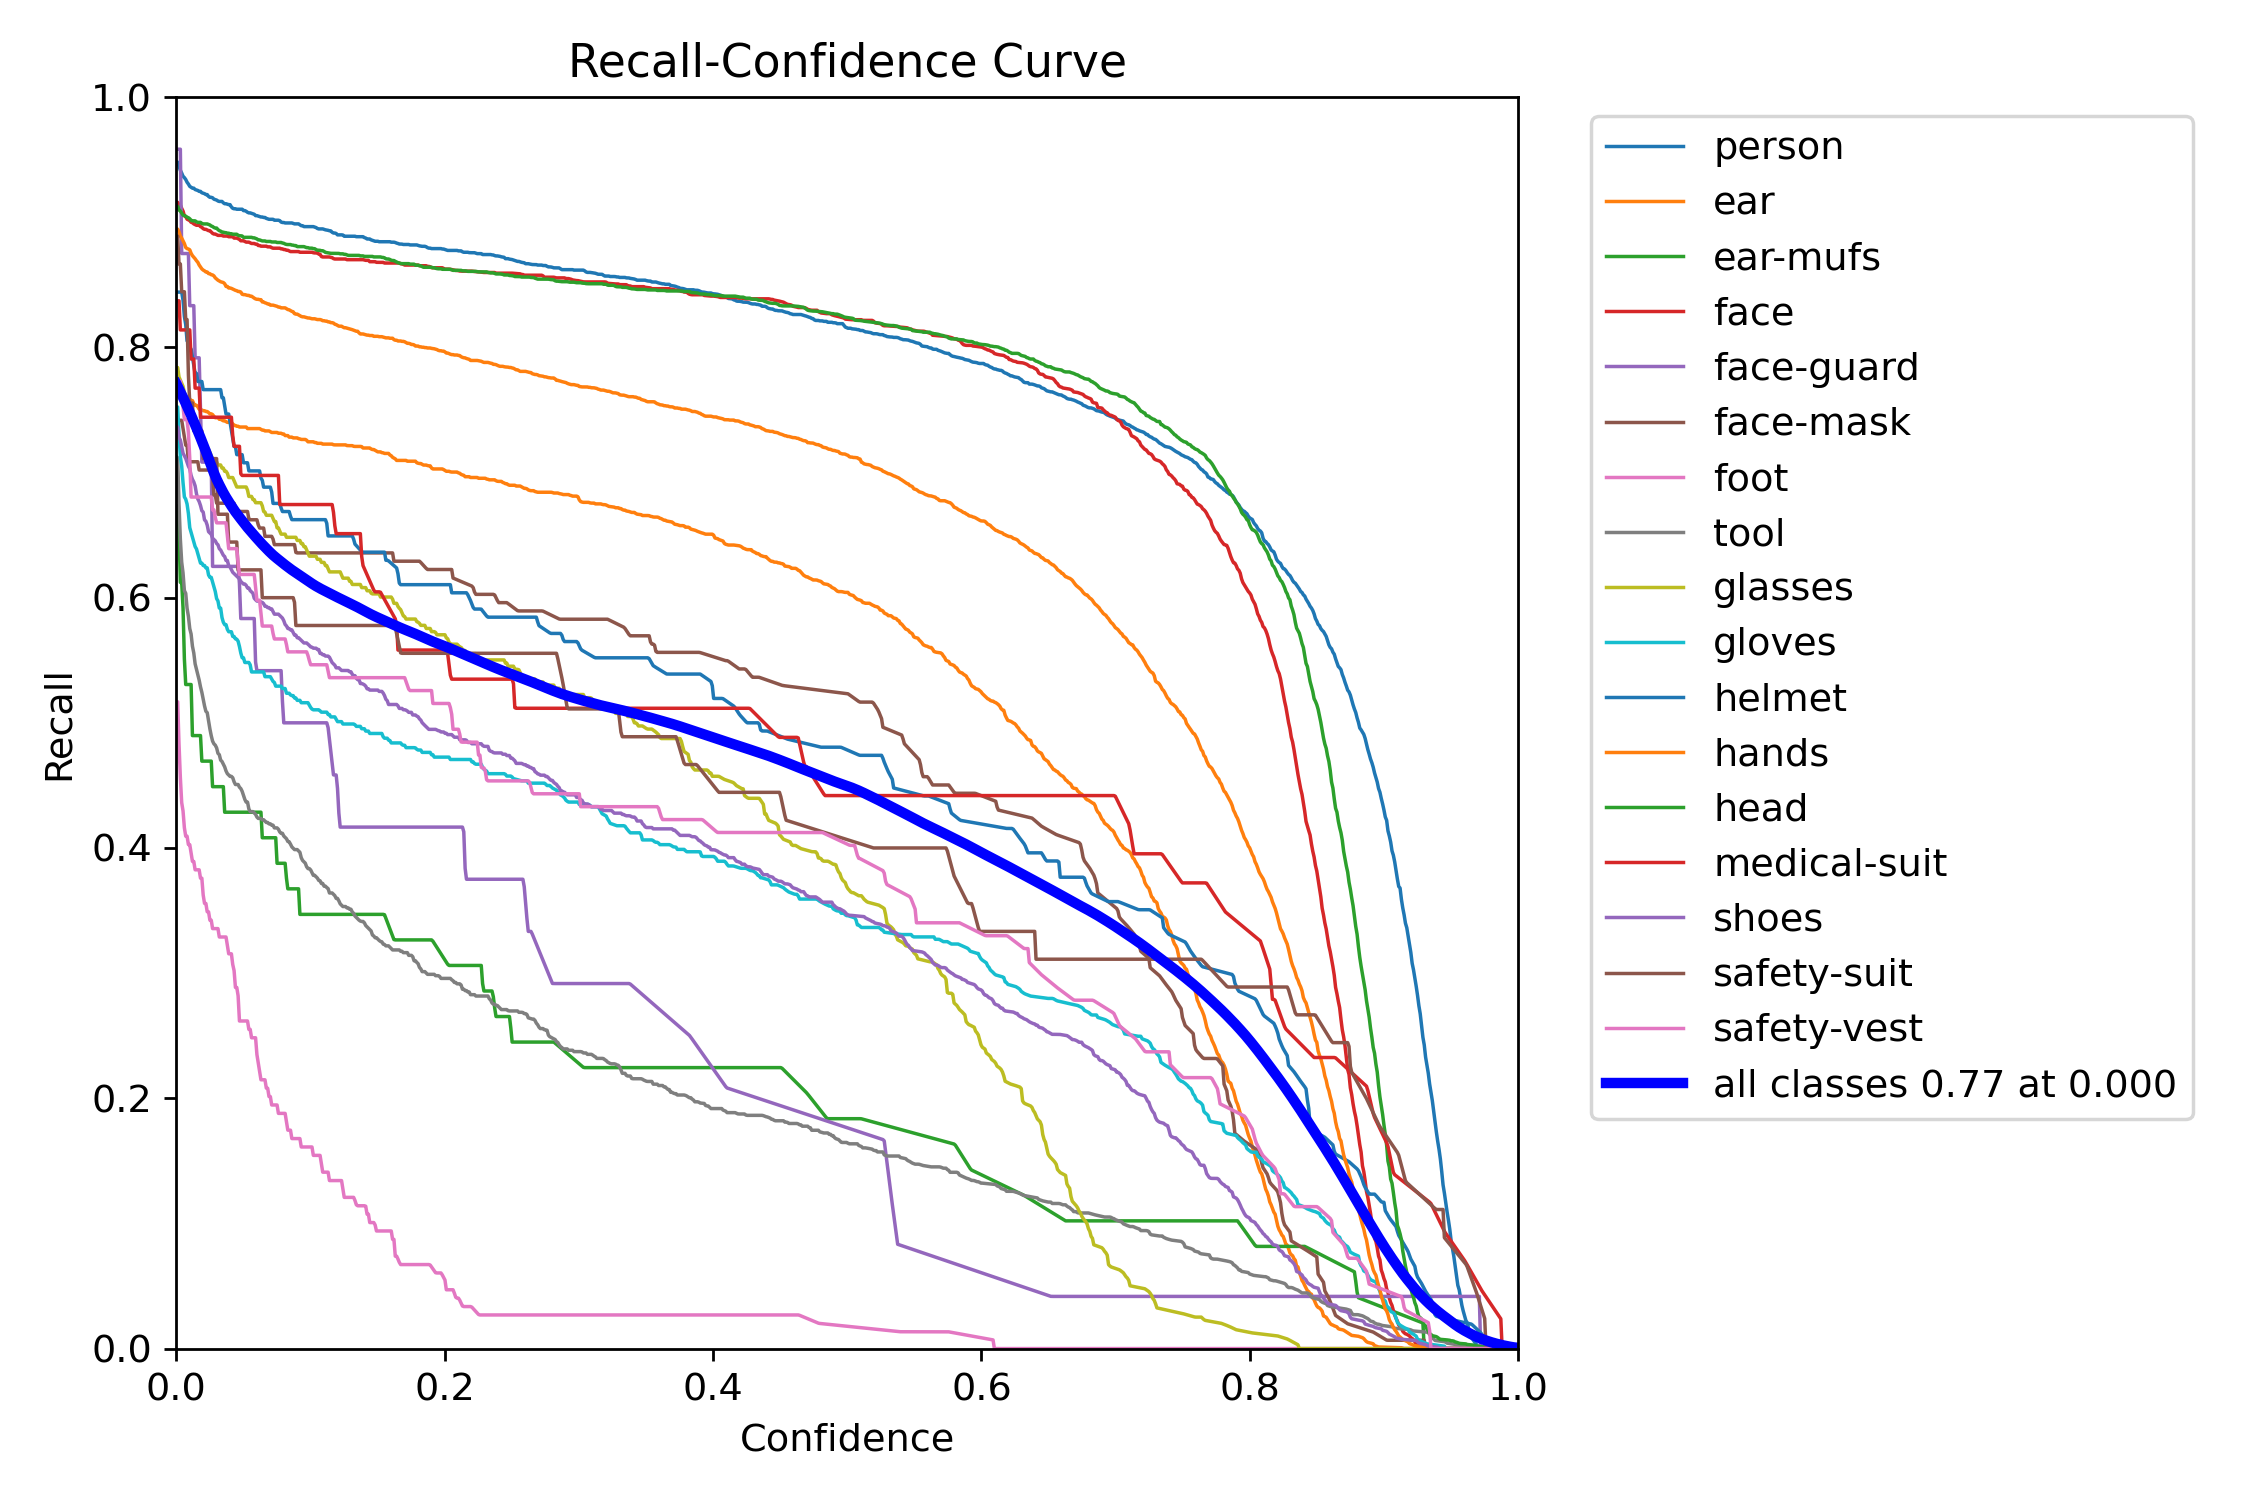 Recall-Confidence Curve
1.0
0.8
0.6
0.4
0.2
0.0
Recall
0.0 0.2 0.4 0.6 0.8 1.0
Confidence
person
ear
ear-mufs
face
face-guard
face-mask
foot
tool
glasses
gloves
helmet
hands
head
medical-suit
shoes
safety-suit
safety-vest
all classes 0.77 at 0.000